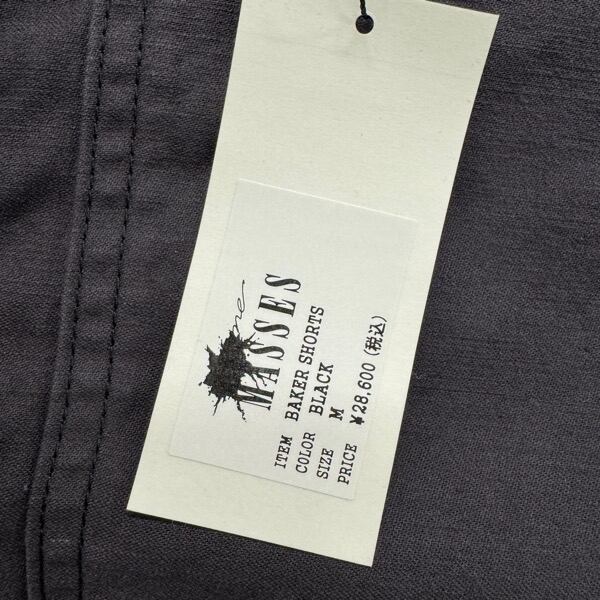 MASSES
ITEM BAKER SHORTS
COLOR BLACK
SIZE M
PRICE ¥28,600 (税込)